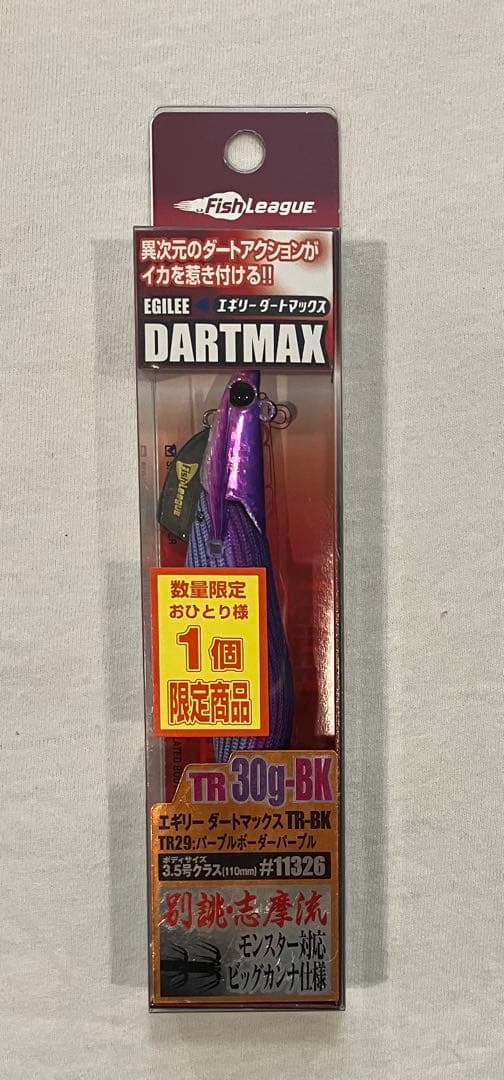 FishLeague
異次元のダートアクションが
イカを惹き付ける!!
EGILEE エギリーダートマックス
DARTMAX
FishLeague
数量限定
おひとり様
1個
限定商品
TR 30g-BK
エギリー ダートマックス TR-BK
TR29:パープルボーダーパープル
ボディサイズ
3.5号クラス(110mm) #11326
別誂・志摩流
モンスター対応
ビッグカンナ仕様